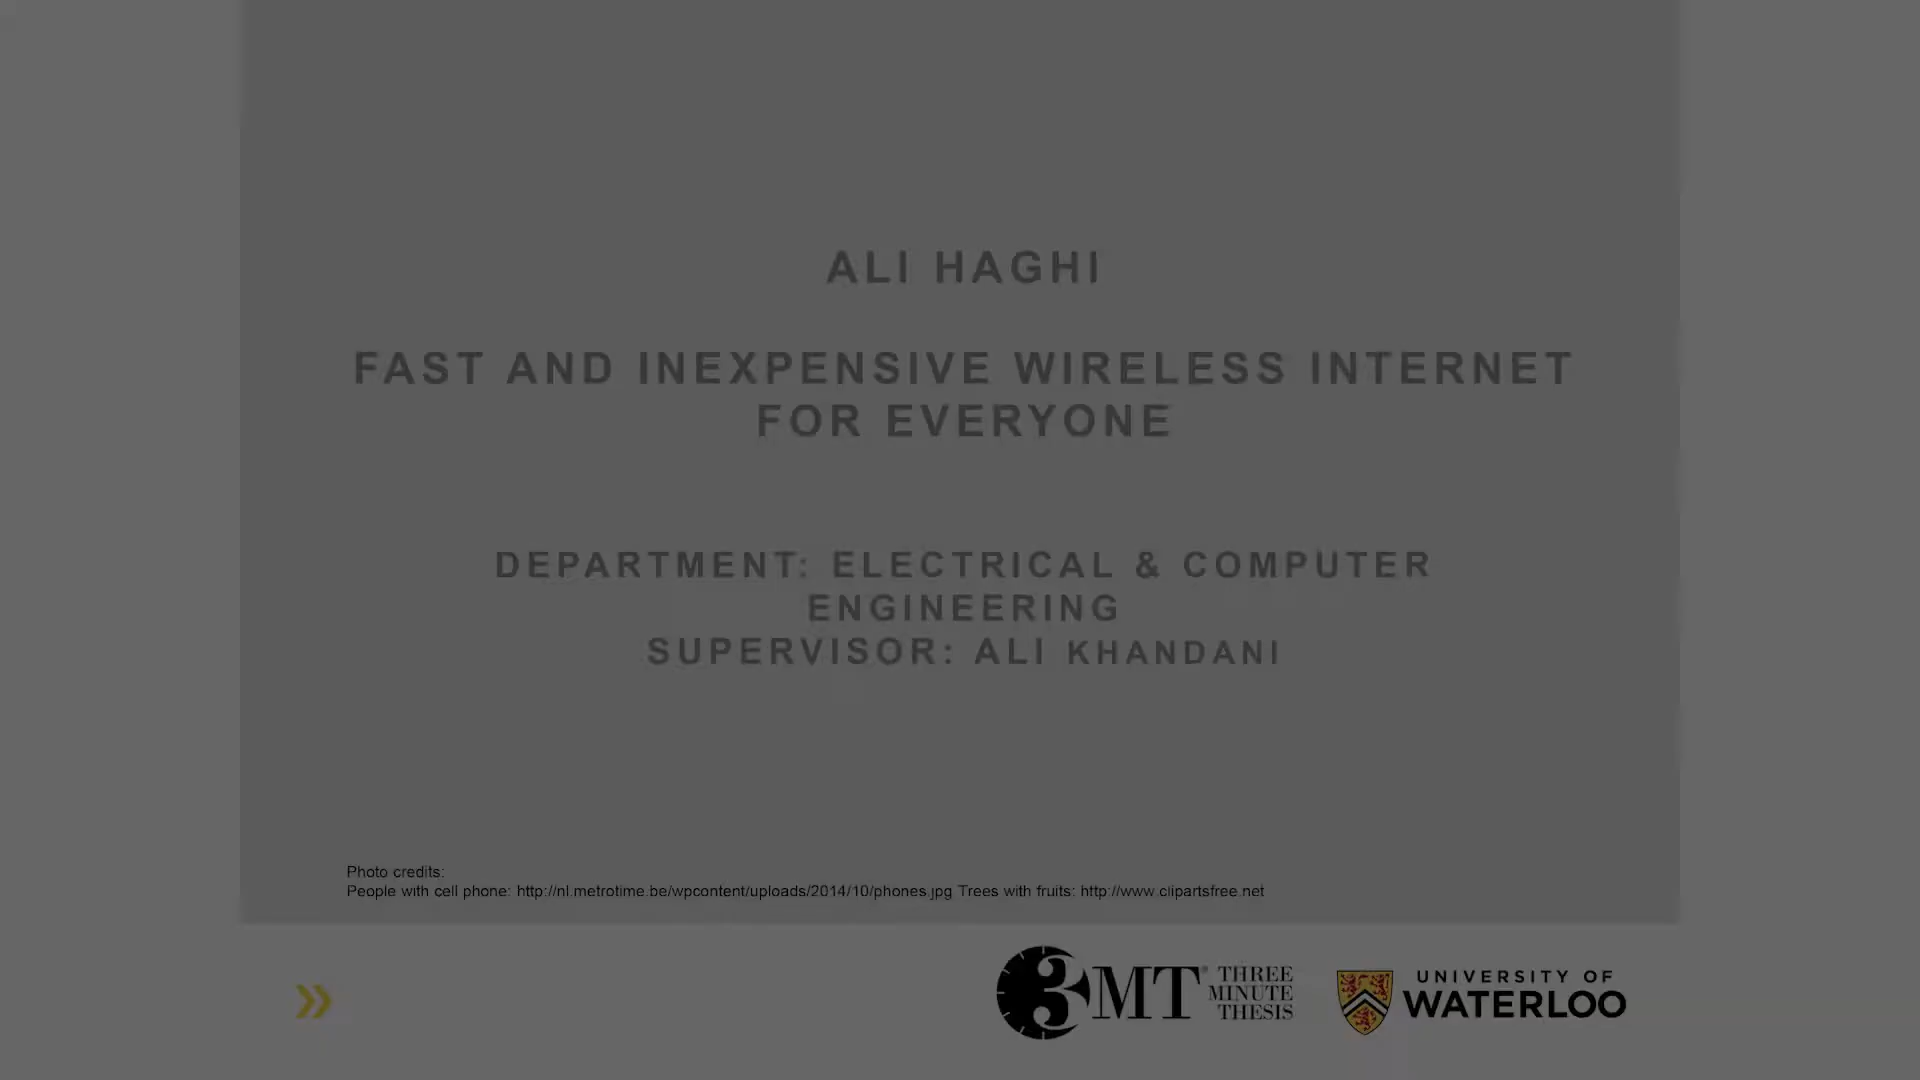 ALI HAGHI
FAST AND INEXPENSIVE WIRELESS INTERNET
FOR EVERYONE
DEPARTMENT: ELECTRICAL & COMPUTER
ENGINEERING
SUPERVISOR: ALI KHANDANI
Photo credits:
People with cell phone: http://nl.metrotime.be/wpcontent/uploads/2014/10/phones.jpg Trees with fruits: http://www.clipartsfree.net
3MT® THREE
MINUTE
THESIS
UNIVERSITY OF
WATERLOO